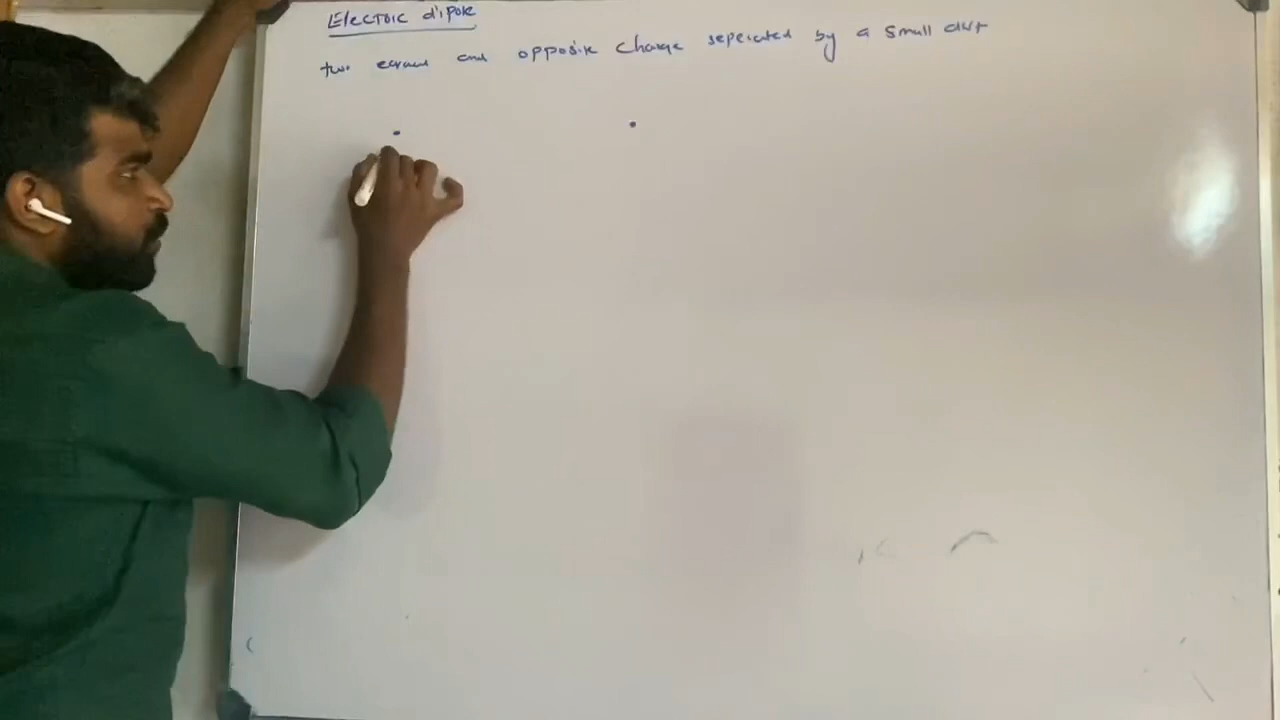 Electric dipole
two equal and opposite charge seperated by a small dist